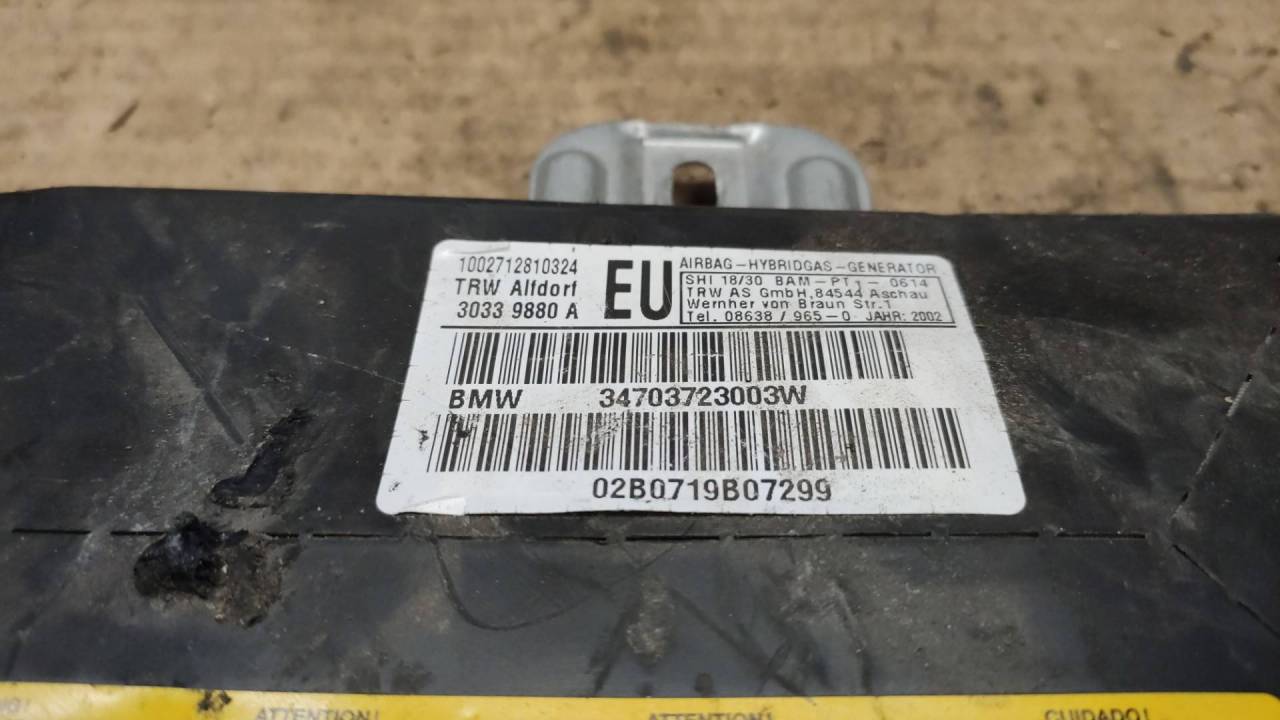 1002712810324
TRW Alfdorf
3033 9880 A
EU
AIRBAG-HYBRIDGAS-GENERATOR
SHI 18/30 BAM-PT1-0614
TRW AS GmbH, 84544 Aschau
Wernher von Braun Str.1
Tel. 08638/965-0 JAHR: 2002
BMW 34703723003W
02B0719B07299
ATTENTION! ATTENTION! CUIDADO!